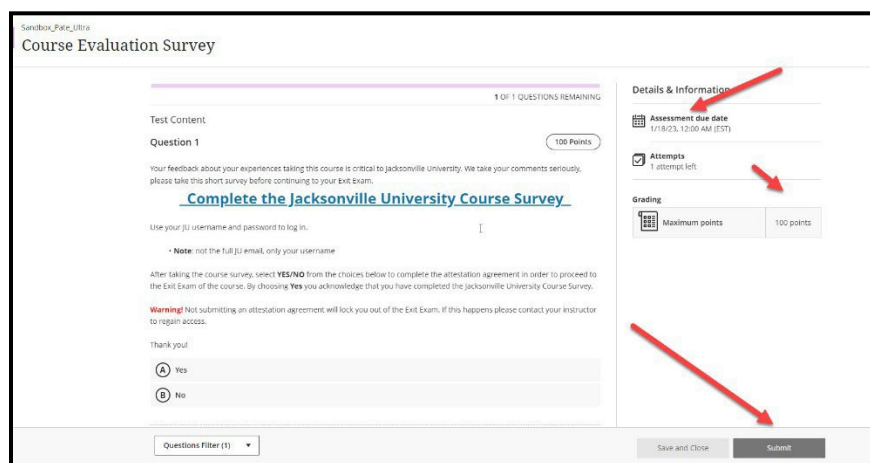 Sandbox_Pate_Ultra
Course Evaluation Survey
1 OF 1 QUESTIONS REMAINING
Test Content
Question 1
100 Points
Your feedback about your experiences taking this course is critical to Jacksonville University. We take your comments seriously,
please take this short survey before continuing to your Exit Exam.
Complete the Jacksonville University Course Survey
Use your JU username and password to log in.
• Note: not the full JU email, only your username
After taking the course survey, select YES/NO from the choices below to complete the attestation agreement in order to proceed to
the Exit Exam of the course. By choosing Yes you acknowledge that you have completed the Jacksonville University Course Survey.
Warning! Not submitting an attestation agreement will lock you out of the Exit Exam. If this happens please contact your instructor
to regain access.
Thank you!
A Yes
B No
Questions Filter (1)
Details & Information
Assessment due date
1/18/23, 12:00 AM (EST)
Attempts
1 attempt left
Grading
Maximum points
100 points
Save and Close
Submit